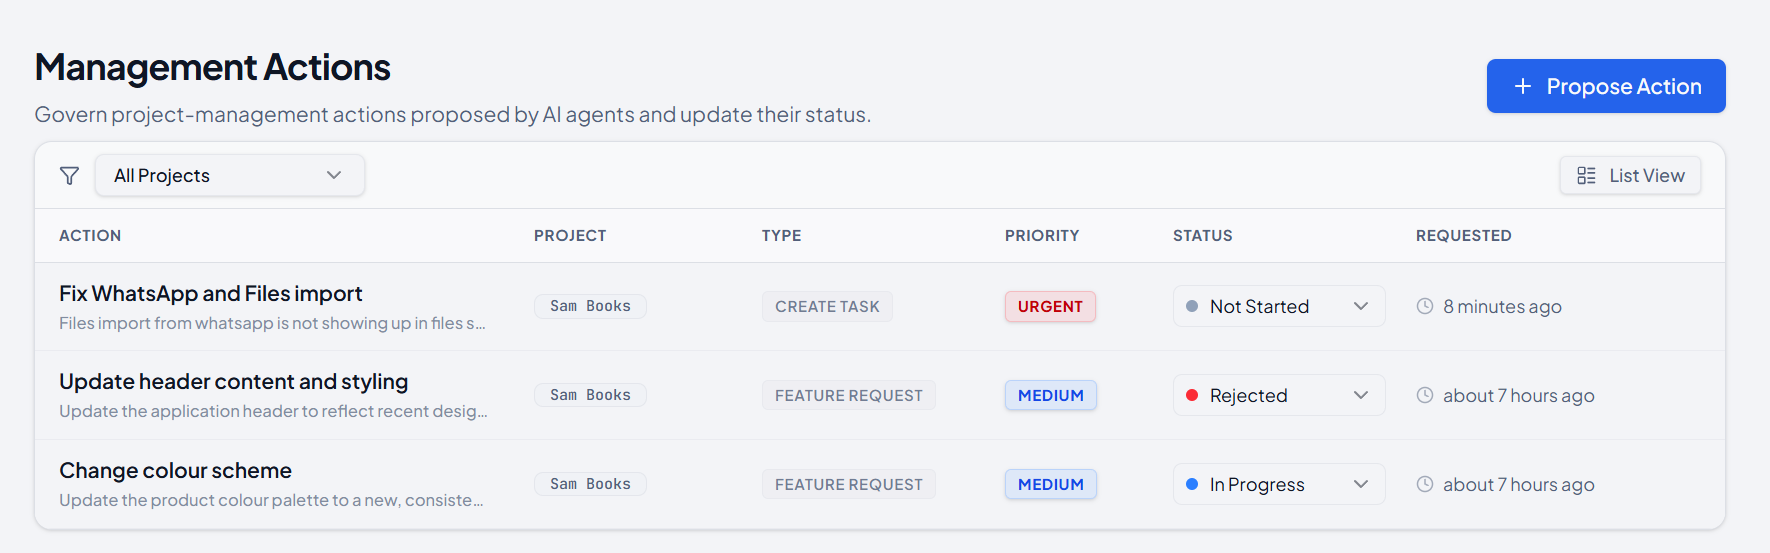 Management Actions
Govern project-management actions proposed by AI agents and update their status.
Propose Action
All Projects
List View
ACTION PROJECT TYPE PRIORITY STATUS REQUESTED
Fix WhatsApp and Files import
Files import from whatsapp is not showing up in files s...
Sam Books CREATE TASK URGENT Not Started 8 minutes ago
Update header content and styling
Update the application header to reflect recent desig...
Sam Books FEATURE REQUEST MEDIUM Rejected about 7 hours ago
Change colour scheme
Update the product colour palette to a new, consiste...
Sam Books FEATURE REQUEST MEDIUM In Progress about 7 hours ago